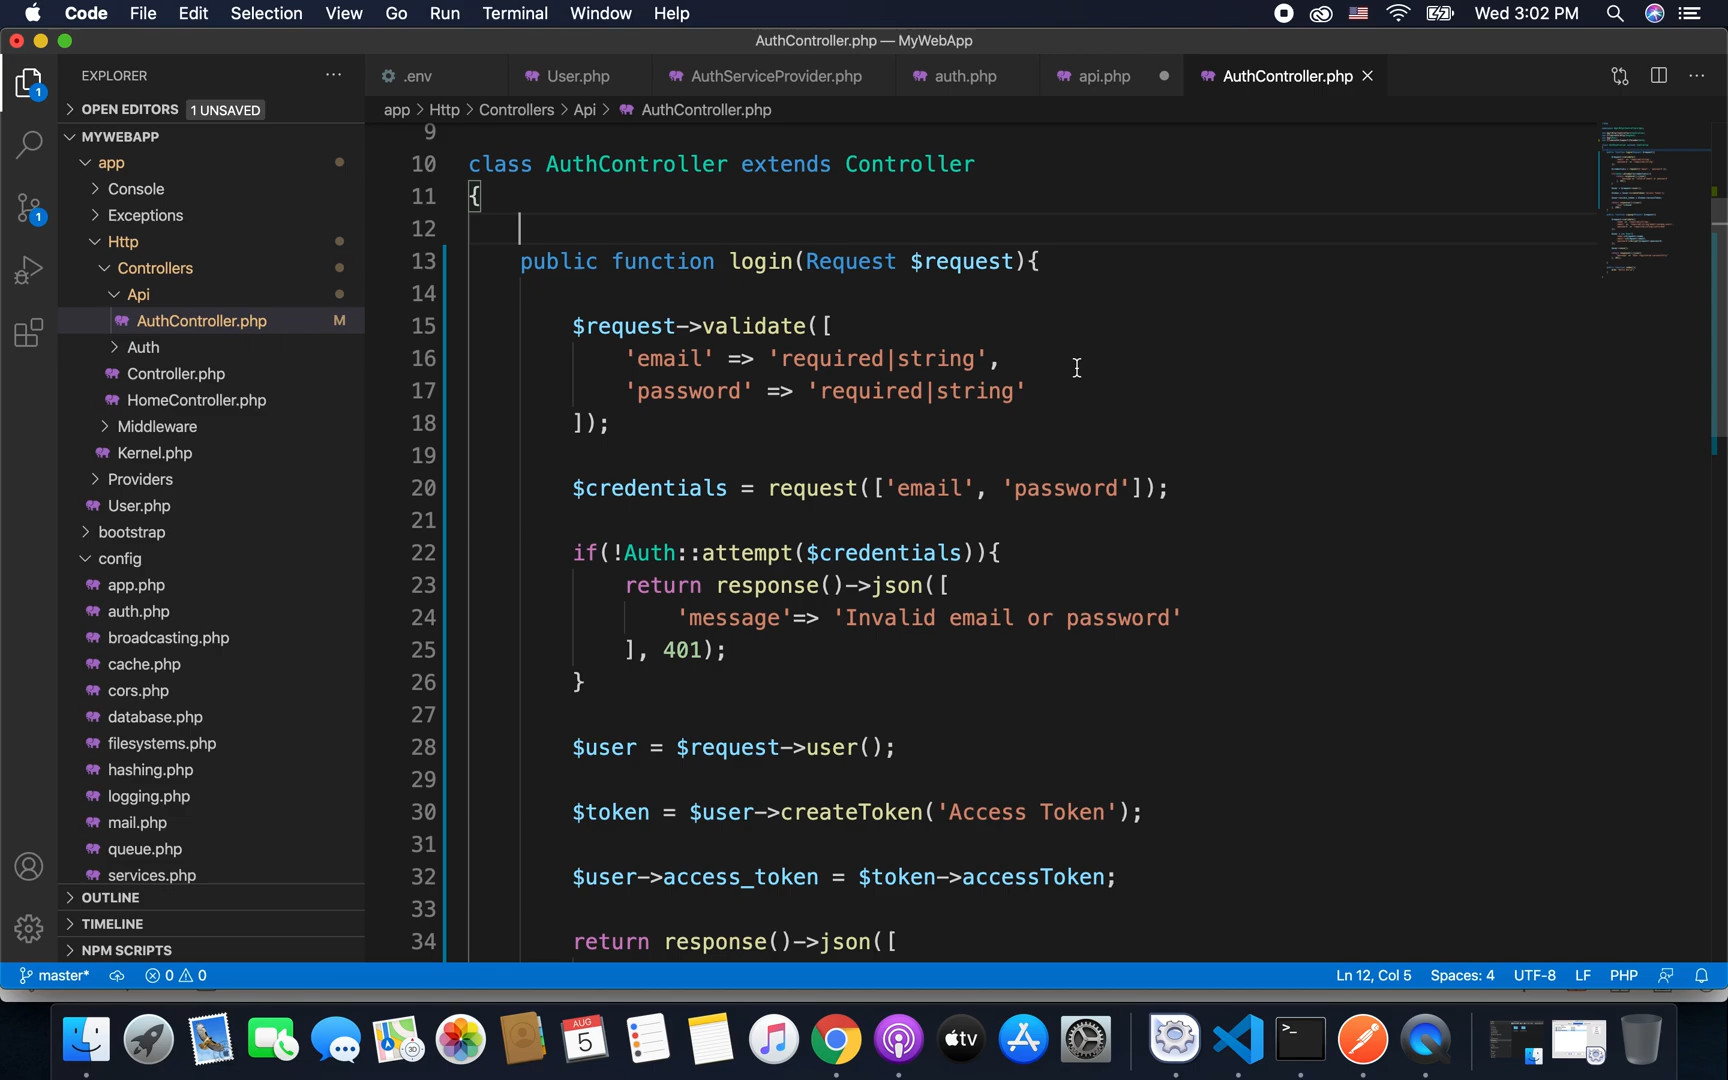 Code File Edit Selection View Go Run Terminal Window Help Wed 3:02 PM
AuthController.php — MyWebApp
EXPLORER ···
.env User.php AuthServiceProvider.php auth.php api.php AuthController.php
OPEN EDITORS 1 UNSAVED
app > Http > Controllers > Api > AuthController.php
MYWEBAPP
app
Console
Exceptions
Http
Controllers
Api
AuthController.php M
Auth
Controller.php
HomeController.php
Middleware
Kernel.php
Providers
User.php
bootstrap
config
app.php
auth.php
broadcasting.php
cache.php
cors.php
database.php
filesystems.php
hashing.php
logging.php
mail.php
queue.php
services.php
OUTLINE
TIMELINE
NPM SCRIPTS
1
1
9
10 class AuthController extends Controller
11 {
12
13 public function login(Request $request){
14
15 $request->validate([
16 'email' => 'required|string',
17 'password' => 'required|string'
18 ]);
19
20 $credentials = request(['email', 'password']);
21
22 if(!Auth::attempt($credentials)){
23 return response()->json([
24 'message'=> 'Invalid email or password'
25 ], 401);
26 }
27
28 $user = $request->user();
29
30 $token = $user->createToken('Access Token');
31
32 $user->access_token = $token->accessToken;
33
34 return response()->json([
master* 0 0 Ln 12, Col 5 Spaces: 4 UTF-8 LF PHP
AUG
5
3D
tv
>_